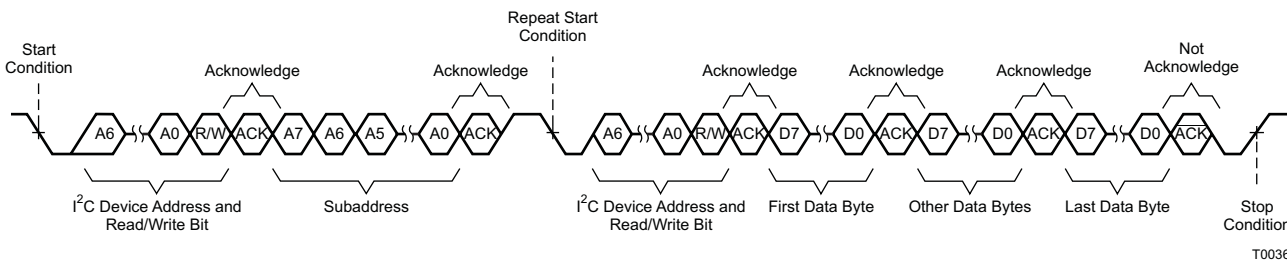 Repeat Start
Condition
Start
Condition
Not
Acknowledge
Acknowledge
Acknowledge
Acknowledge
Acknowledge
Acknowledge
A6 A0 R/W ACK A7 A6 A5 A0 ACK A6 A0 R/W ACK D7 D0 ACK D7 D0 ACK D7 D0 ACK
I2C Device Address and
Read/Write Bit
Subaddress
I2C Device Address and
Read/Write Bit
First Data Byte
Other Data Bytes
Last Data Byte
Stop
Condition
T0036